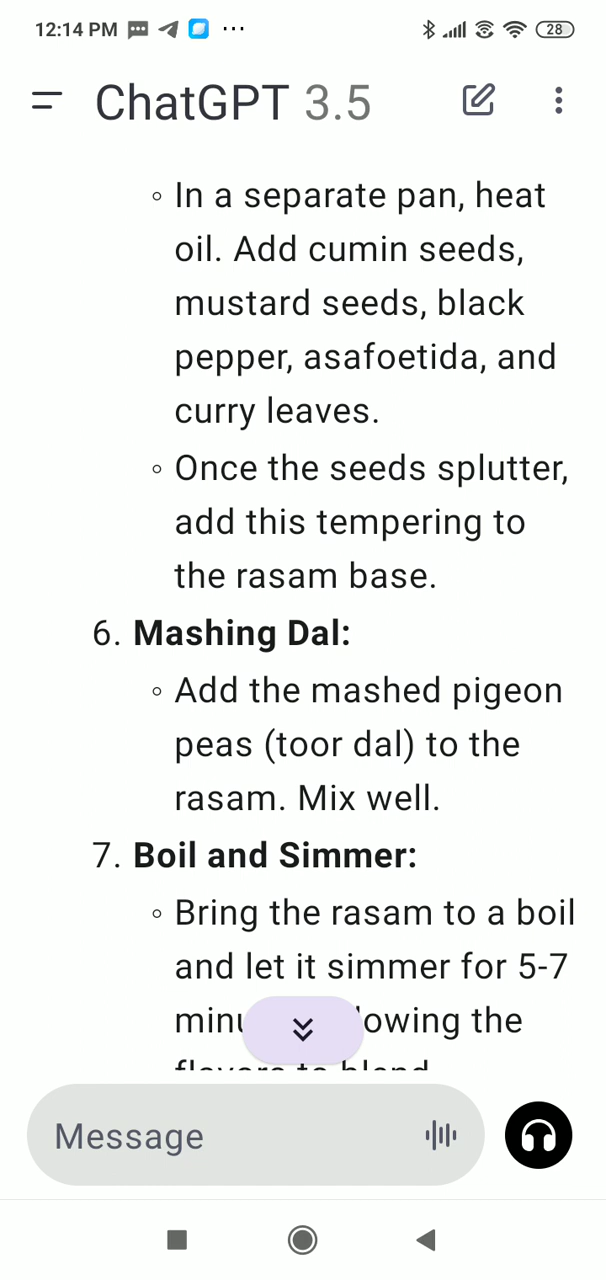 12:14 PM
28
ChatGPT 3.5
In a separate pan, heat
oil. Add cumin seeds,
mustard seeds, black
pepper, asafoetida, and
curry leaves.
Once the seeds splutter,
add this tempering to
the rasam base.
6. Mashing Dal:
Add the mashed pigeon
peas (toor dal) to the
rasam. Mix well.
7. Boil and Simmer:
Bring the rasam to a boil
and let it simmer for 5-7
the
Message